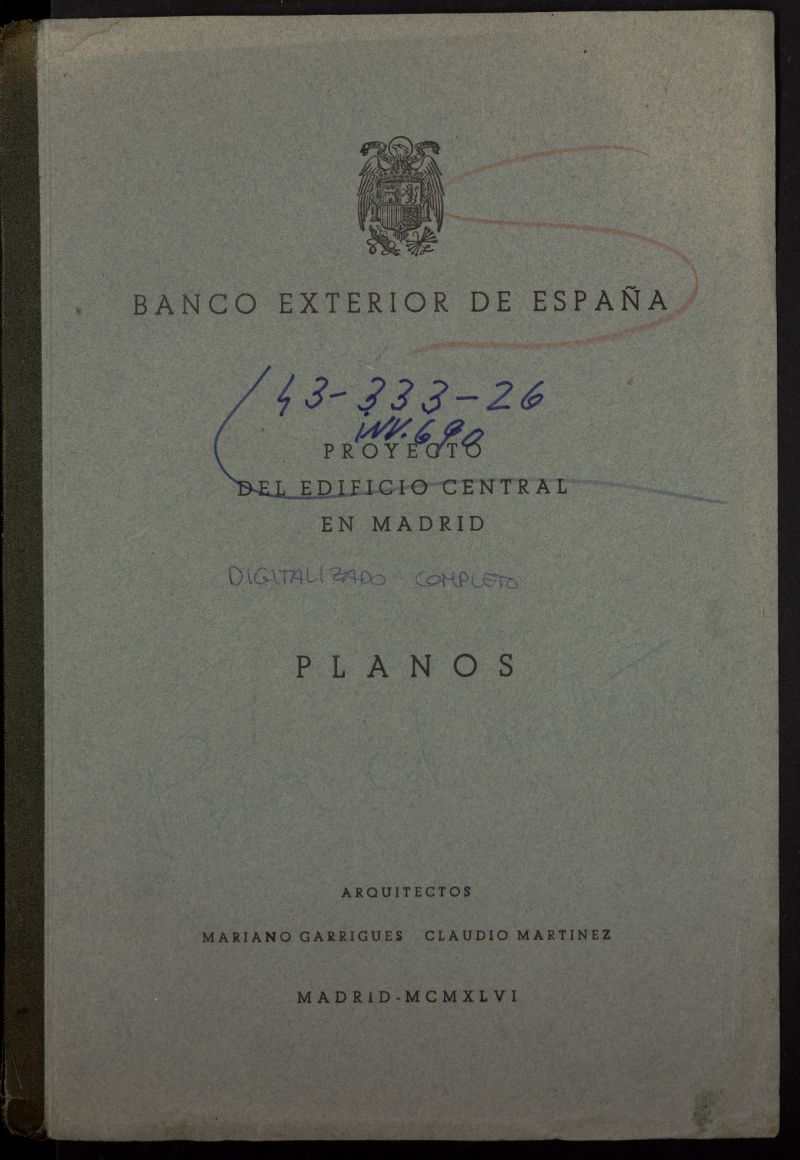 BANCO EXTERIOR DE ESPAÑA
43-333-26
INV. 690
PROYECTO
DEL EDIFICIO CENTRAL
EN MADRID
DIGITALIZADO COMPLETO
PLANOS
ARQUITECTOS
MARIANO GARRIGUES CLAUDIO MARTINEZ
MADRID-MCMXLVI